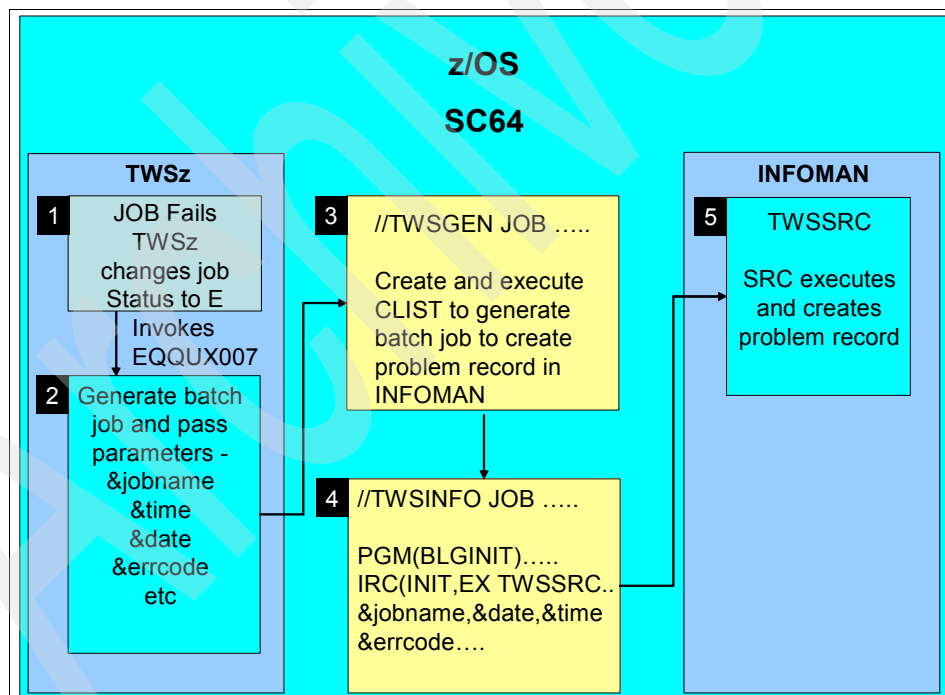 z/OS
SC64
TWSz
1
JOB Fails
TWSz
changes job
Status to E
Invokes
EQQUX007
2
Generate batch
job and pass
parameters -
&jobname
&time
&date
&errcode
etc
3
//TWSGEN JOB …..
Create and execute
CLIST to generate
batch job to create
problem record in
INFOMAN
4
//TWSINFO JOB …..
PGM(BLGINIT)…..
IRC(INIT,EX TWSSRC..
&jobname,&date,&time
&errcode….
INFOMAN
5
TWSSRC
SRC executes
and creates
problem record